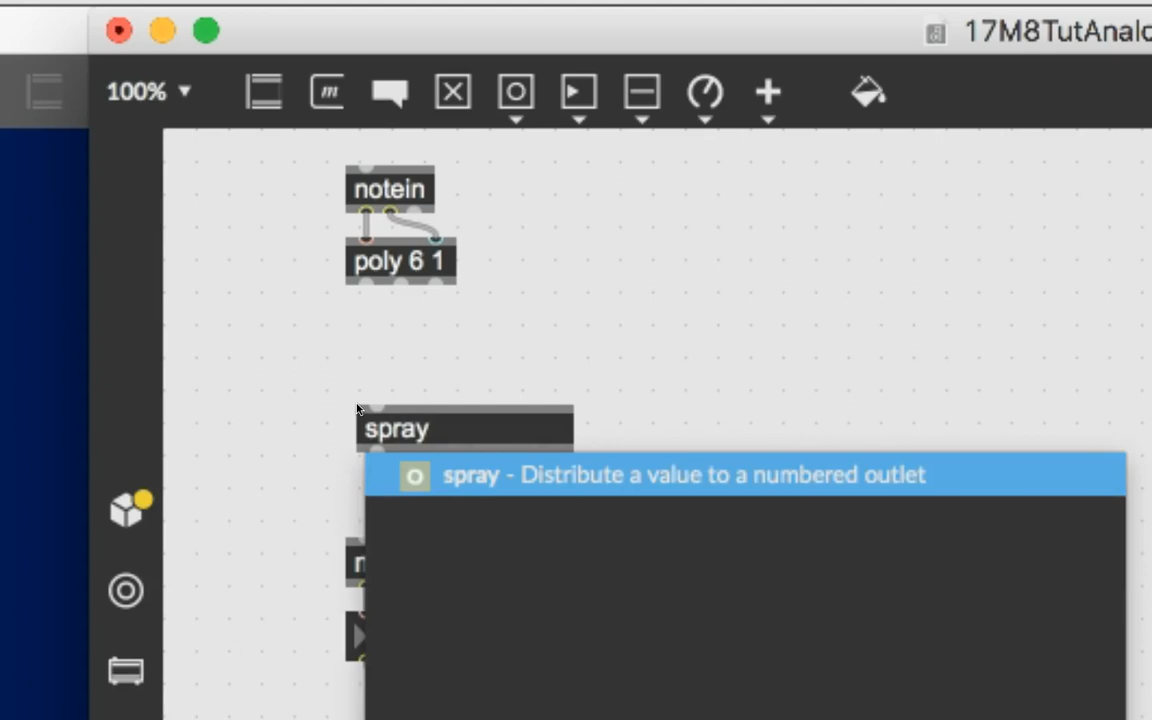 17M8TutAnalo
100%
m
notein
poly 6 1
spray
spray - Distribute a value to a numbered outlet